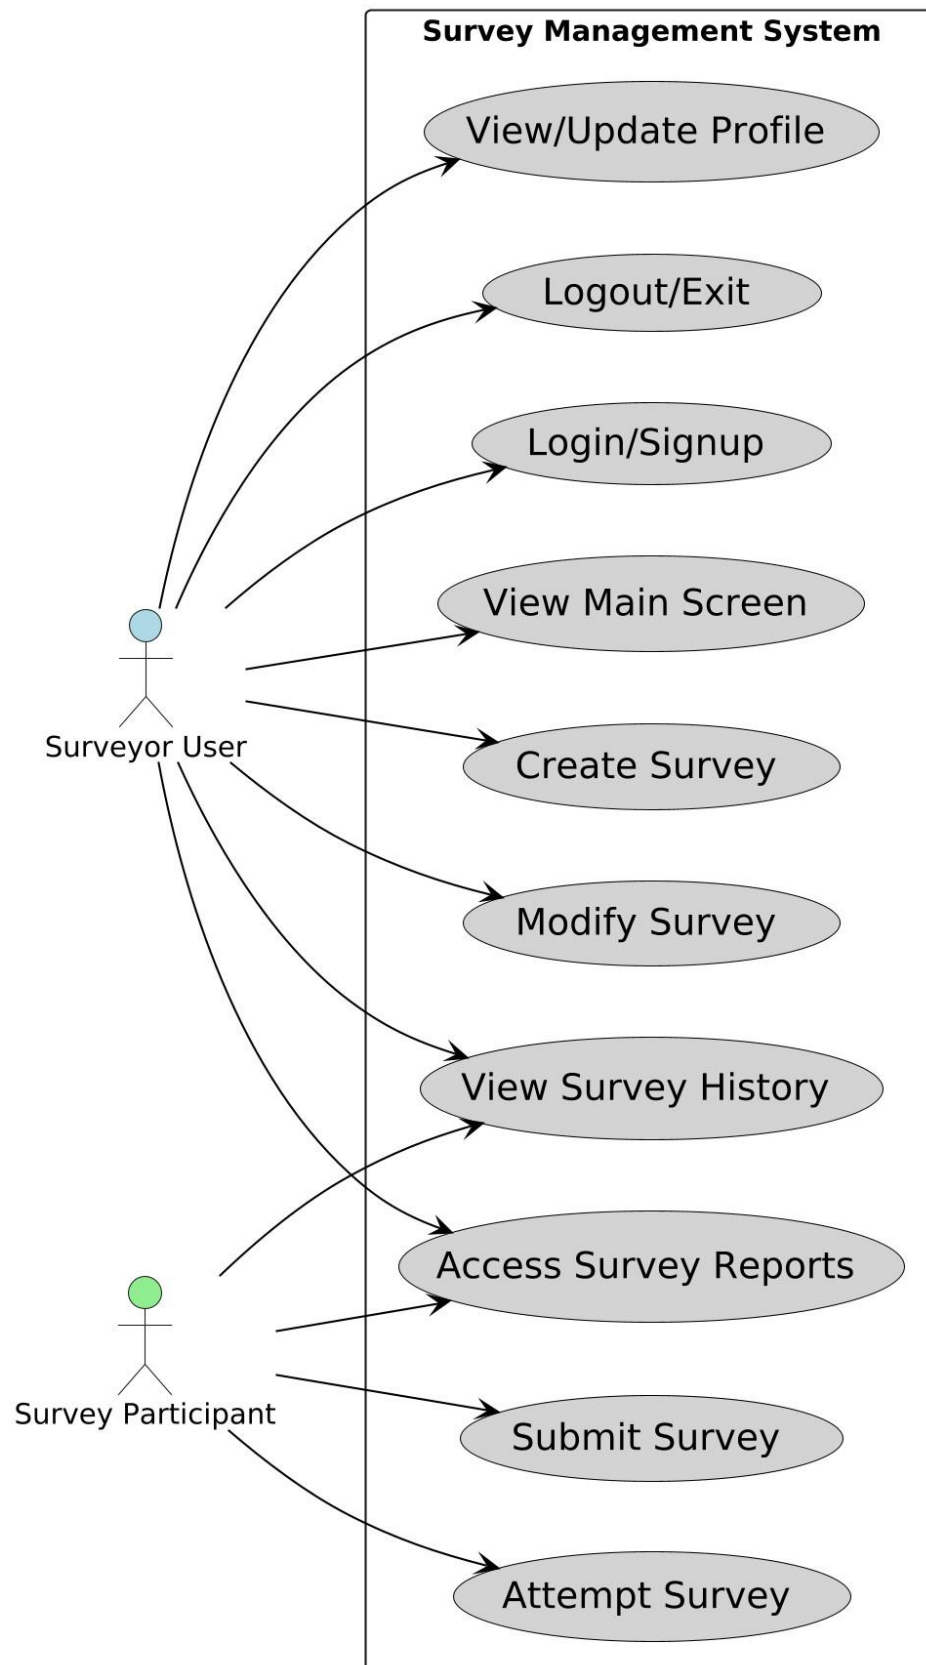 Survey Management System
View/Update Profile
Logout/Exit
Login/Signup
View Main Screen
Surveyor User
Create Survey
Modify Survey
View Survey History
Access Survey Reports
Survey Participant
Submit Survey
Attempt Survey